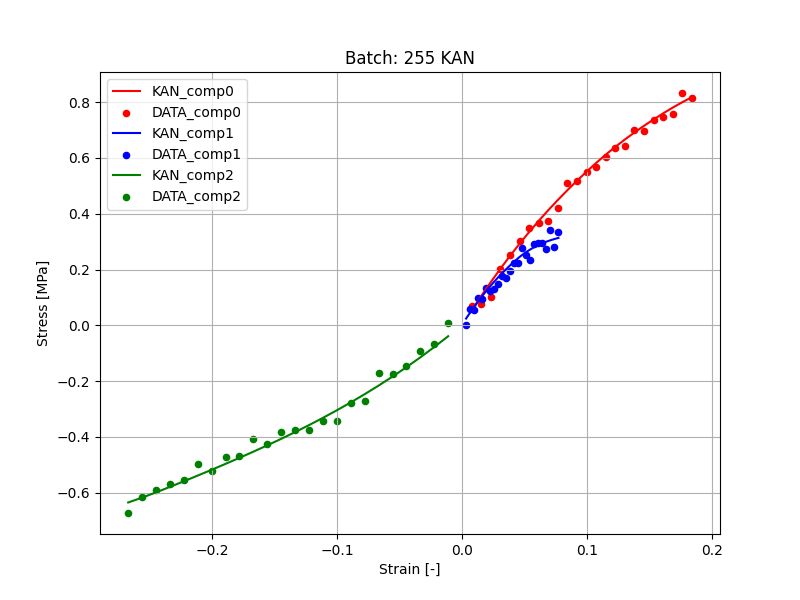 Batch: 255 KAN
KAN_comp0
DATA_comp0
KAN_comp1
DATA_comp1
KAN_comp2
DATA_comp2
0.8
0.6
0.4
0.2
0.0
−0.2
−0.4
−0.6
Stress [MPa]
−0.2
−0.1
0.0
0.1
0.2
Strain [-]